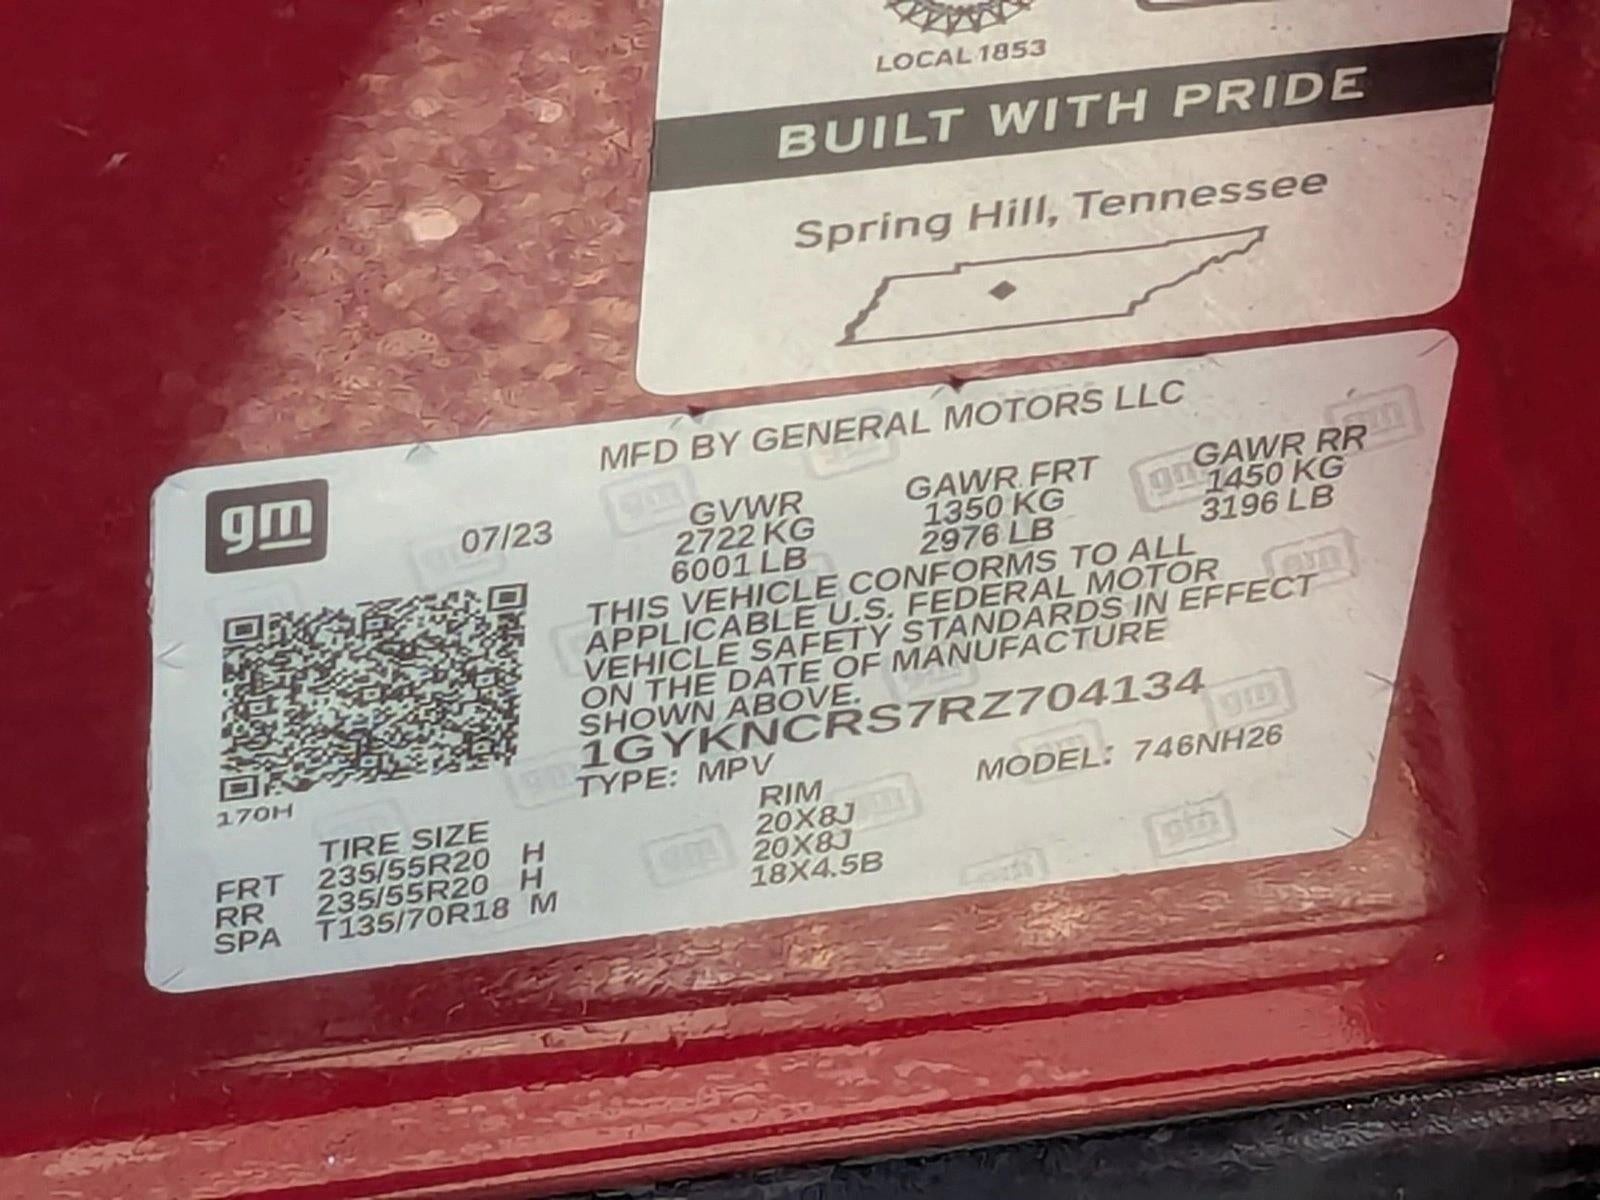 LOCAL 1853
BUILT WITH PRIDE
Spring Hill, Tennessee
MFD BY GENERAL MOTORS LLC
gm
07/23
GVWR
2722 KG
6001 LB
GAWR FRT
1350 KG
2976 LB
GAWR RR
1450 KG
3196 LB
THIS VEHICLE CONFORMS TO ALL
APPLICABLE U.S. FEDERAL MOTOR
VEHICLE SAFETY STANDARDS IN EFFECT
ON THE DATE OF MANUFACTURE
SHOWN ABOVE.
1GYKNCRS7RZ704134
TYPE: MPV
MODEL: 746NH26
170H
TIRE SIZE RIM
FRT 235/55R20 H 20X8J
RR 235/55R20 H 20X8J
SPA T135/70R18 M 18X4.5B